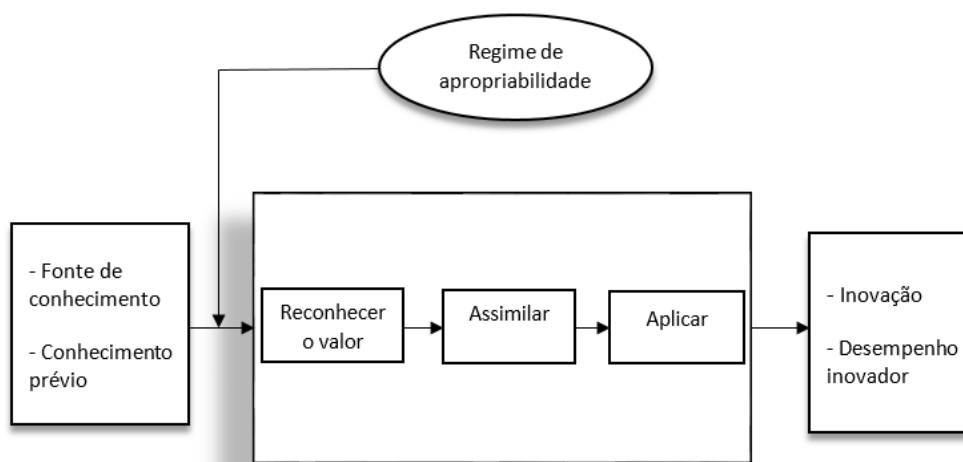 Regime de
apropriabilidade
- Fonte de
conhecimento
- Conhecimento
prévio
Reconhecer
o valor
Assimilar
Aplicar
- Inovação
- Desempenho
inovador